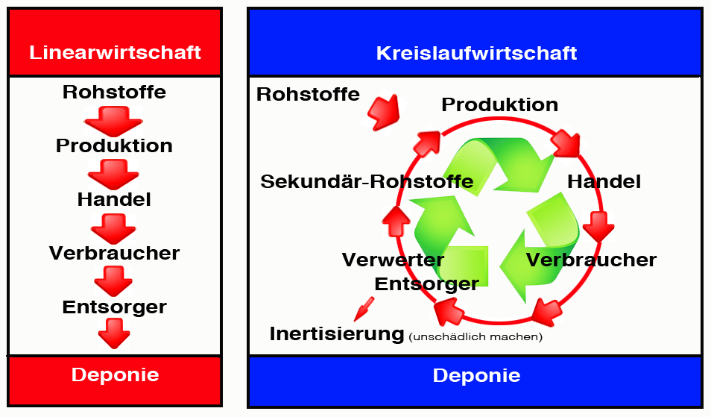 Linearwirtschaft
Rohstoffe
Produktion
Handel
Verbraucher
Entsorger
Deponie
Kreislaufwirtschaft
Rohstoffe
Produktion
Sekundär-Rohstoffe
Handel
Verwerter
Entsorger
Verbraucher
Inertisierung (unschädlich machen)
Deponie